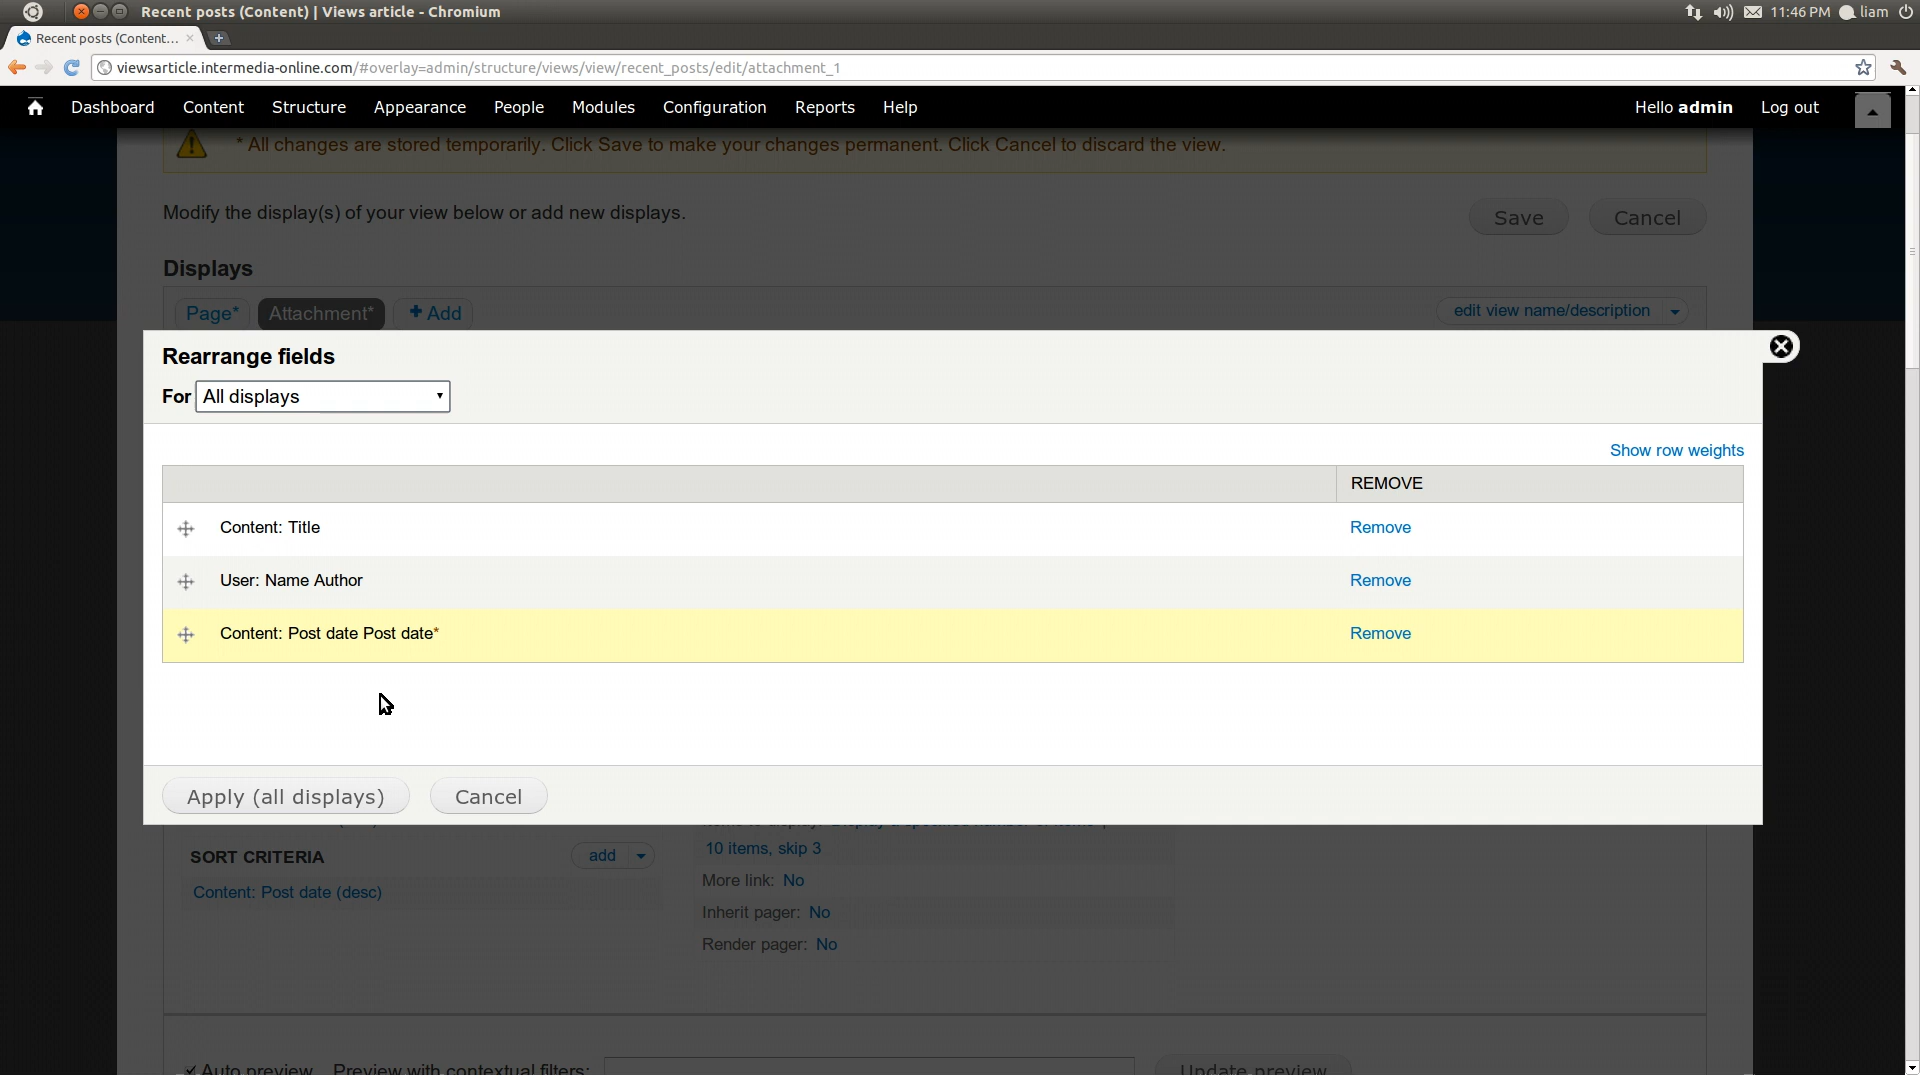 Recent posts (Content) | Views article - Chromium
11:46 PM liam
Recent posts (Content...
viewsarticle.intermedia-online.com/#overlay=admin/structure/views/view/recent_posts/edit/attachment_1
Dashboard Content Structure Appearance People Modules Configuration Reports Help Hello admin Log out
* All changes are stored temporarily. Click Save to make your changes permanent. Click Cancel to discard the view.
Modify the display(s) of your view below or add new displays. Save Cancel
Displays
Page* Attachment* Add edit view name/description
Rearrange fields
For All displays
Show row weights
REMOVE
Content: Title Remove
User: Name Author Remove
Content: Post date Post date* Remove
Apply (all displays) Cancel
10 items, skip 3
SORT CRITERIA add
More link: No
Content: Post date (desc)
Inherit pager: No
Render pager: No
Auto preview Preview with contextual filters: Update preview